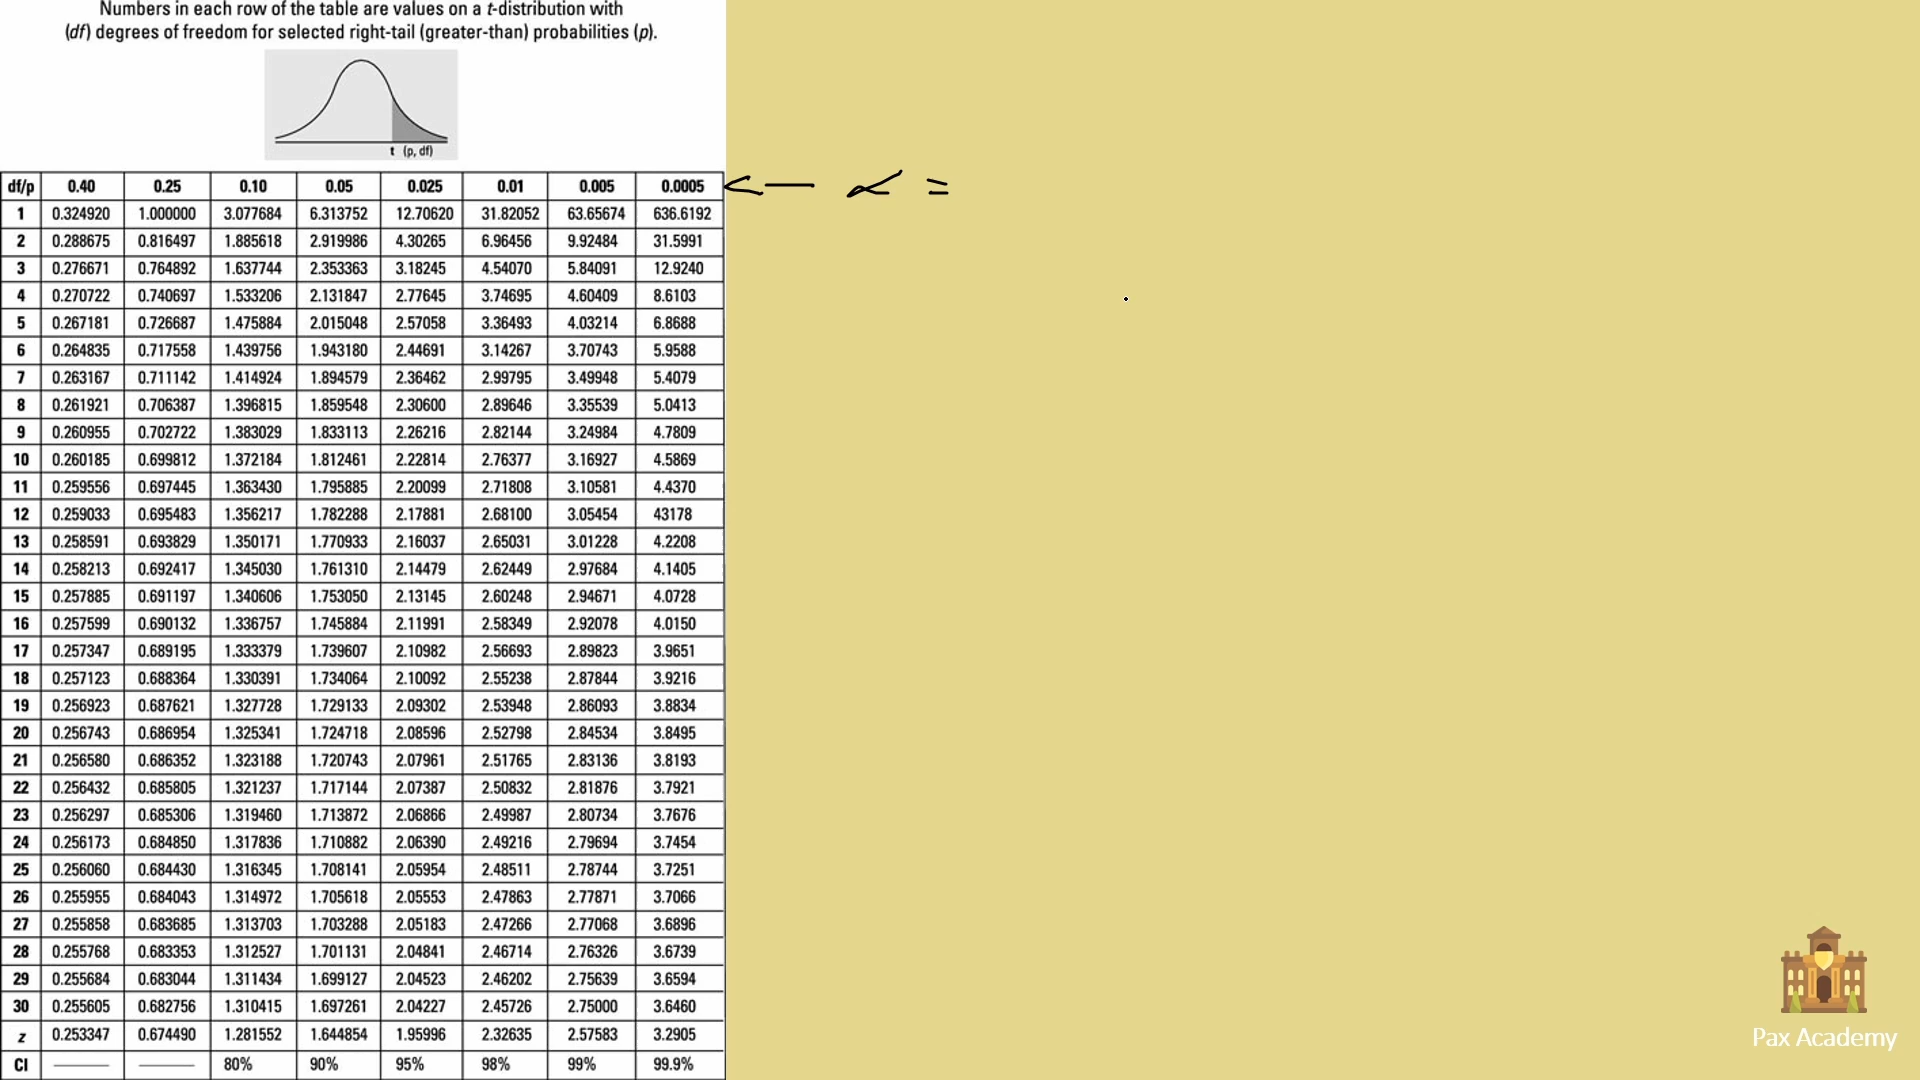 Numbers in each row of the table are values on a t-distribution with
(df) degrees of freedom for selected right-tail (greater-than) probabilities (p).
t (p, df)
df/p 0.40 0.25 0.10 0.05 0.025 0.01 0.005 0.0005 ← α =
1 0.324920 1.000000 3.077684 6.313752 12.70620 31.82052 63.65674 636.6192
2 0.288675 0.816497 1.885618 2.919986 4.30265 6.96456 9.92484 31.5991
3 0.276671 0.764892 1.637744 2.353363 3.18245 4.54070 5.84091 12.9240
4 0.270722 0.740697 1.533206 2.131847 2.77645 3.74695 4.60409 8.6103
5 0.267181 0.726687 1.475884 2.015048 2.57058 3.36493 4.03214 6.8688
6 0.264835 0.717558 1.439756 1.943180 2.44691 3.14267 3.70743 5.9588
7 0.263167 0.711142 1.414924 1.894579 2.36462 2.99795 3.49948 5.4079
8 0.261921 0.706387 1.396815 1.859548 2.30600 2.89646 3.35539 5.0413
9 0.260955 0.702722 1.383029 1.833113 2.26216 2.82144 3.24984 4.7809
10 0.260185 0.699812 1.372184 1.812461 2.22814 2.76377 3.16927 4.5869
11 0.259556 0.697445 1.363430 1.795885 2.20099 2.71808 3.10581 4.4370
12 0.259033 0.695483 1.356217 1.782288 2.17881 2.68100 3.05454 43178
13 0.258591 0.693829 1.350171 1.770933 2.16037 2.65031 3.01228 4.2208
14 0.258213 0.692417 1.345030 1.761310 2.14479 2.62449 2.97684 4.1405
15 0.257885 0.691197 1.340606 1.753050 2.13145 2.60248 2.94671 4.0728
16 0.257599 0.690132 1.336757 1.745884 2.11991 2.58349 2.92078 4.0150
17 0.257347 0.689195 1.333379 1.739607 2.10982 2.56693 2.89823 3.9651
18 0.257123 0.688364 1.330391 1.734064 2.10092 2.55238 2.87844 3.9216
19 0.256923 0.687621 1.327728 1.729133 2.09302 2.53948 2.86093 3.8834
20 0.256743 0.686954 1.325341 1.724718 2.08596 2.52798 2.84534 3.8495
21 0.256580 0.686352 1.323188 1.720743 2.07961 2.51765 2.83136 3.8193
22 0.256432 0.685805 1.321237 1.717144 2.07387 2.50832 2.81876 3.7921
23 0.256297 0.685306 1.319460 1.713872 2.06866 2.49987 2.80734 3.7676
24 0.256173 0.684850 1.317836 1.710882 2.06390 2.49216 2.79694 3.7454
25 0.256060 0.684430 1.316345 1.708141 2.05954 2.48511 2.78744 3.7251
26 0.255955 0.684043 1.314972 1.705618 2.05553 2.47863 2.77871 3.7066
27 0.255858 0.683685 1.313703 1.703288 2.05183 2.47266 2.77068 3.6896
28 0.255768 0.683353 1.312527 1.701131 2.04841 2.46714 2.76326 3.6739
29 0.255684 0.683044 1.311434 1.699127 2.04523 2.46202 2.75639 3.6594
30 0.255605 0.682756 1.310415 1.697261 2.04227 2.45726 2.75000 3.6460
z 0.253347 0.674490 1.281552 1.644854 1.95996 2.32635 2.57583 3.2905
CI 80% 90% 95% 98% 99% 99.9%
Pax Academy